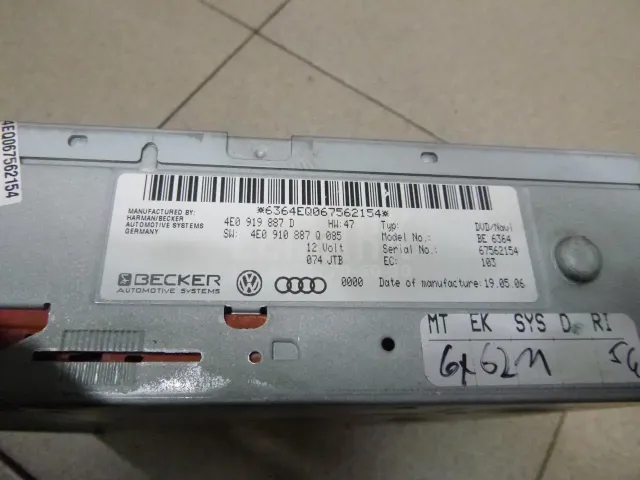 4EQ067562154
*6364EQ067562154*
MANUFACTURED BY:
HARMAN/BECKER
AUTOMOTIVE SYSTEMS
GERMANY
4E0 919 887 D HW:47 Typ: DVD/Navi
SW: 4E0 910 887 Q 085 Model No.: BE 6364
12 Volt Serial No.: 67562154
074 JTB EC: 103
BECKER
AUTOMOTIVE SYSTEMS
0000 Date of manufacture: 19.05.06
MT EK SYS D RI